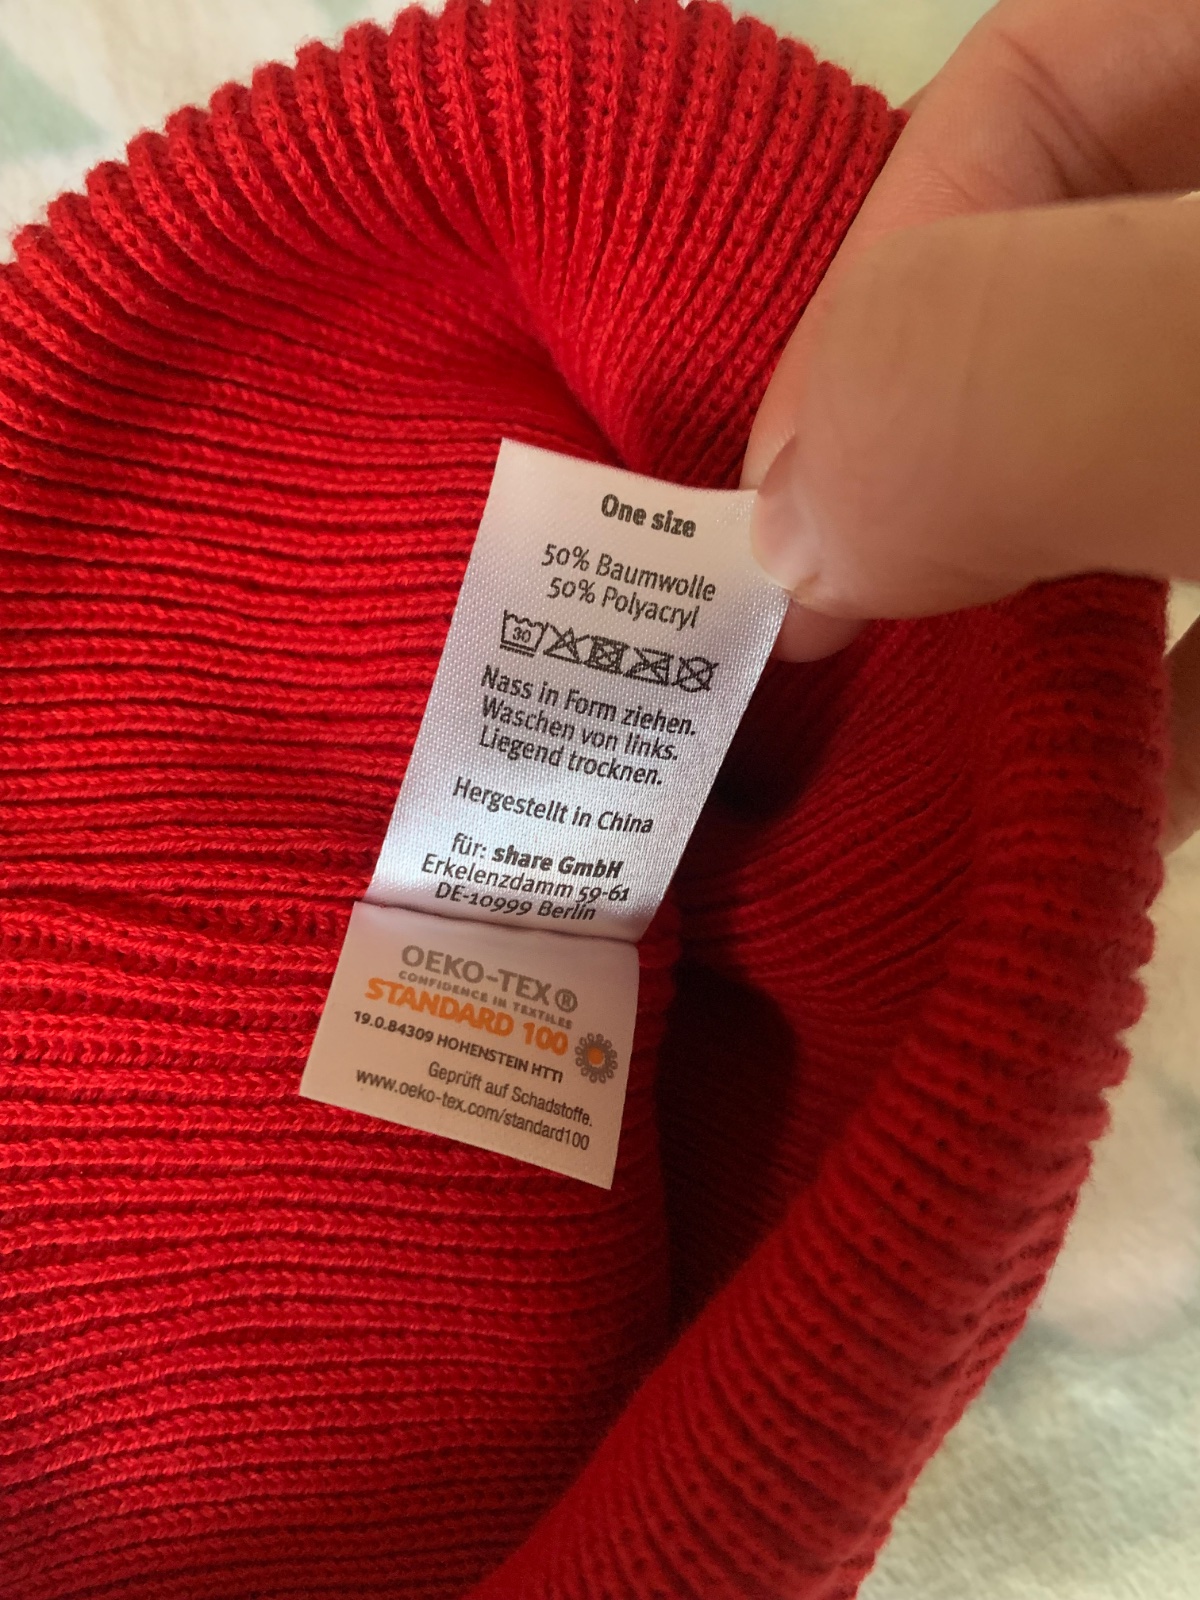 One size
50% Baumwolle
50% Polyacryl
30
Nass in Form ziehen.
Waschen von links.
Liegend trocknen.
Hergestellt in China
für: share GmbH
Erkelenzdamm 59-61
DE-10999 Berlin
OEKO-TEX®
CONFIDENCE IN TEXTILES
STANDARD 100
19.0.84309 HOHENSTEIN HTTI
Geprüft auf Schadstoffe.
www.oeko-tex.com/standard100